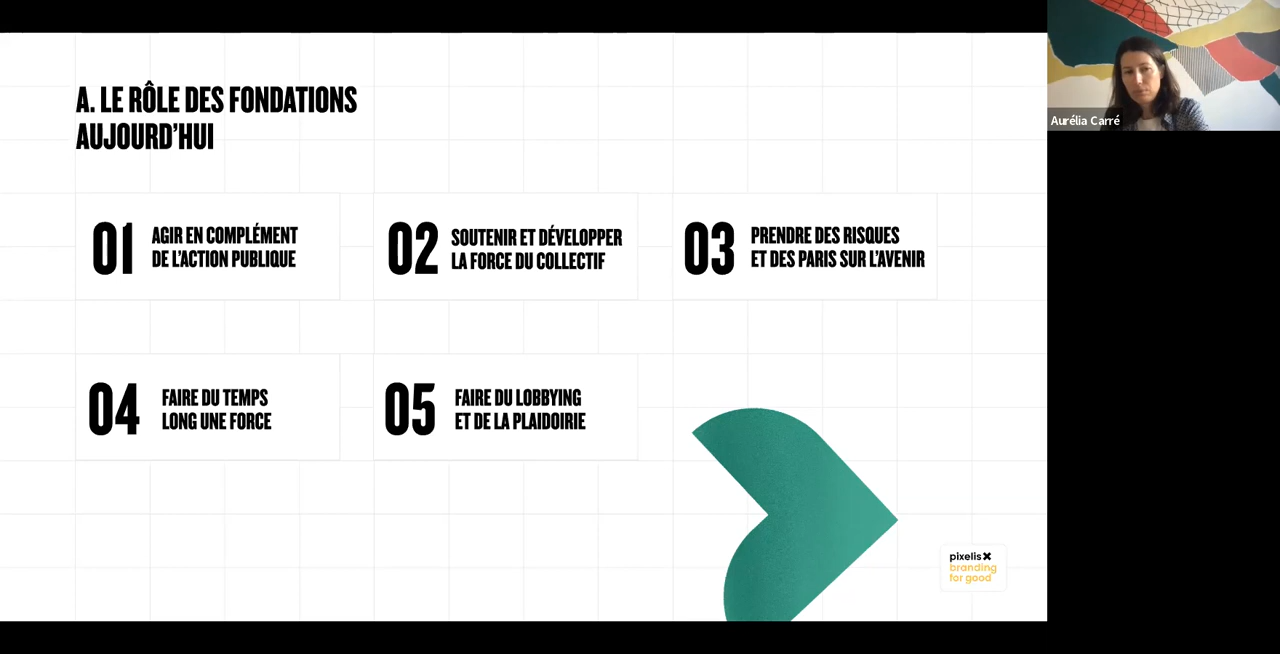 A. LE RÔLE DES FONDATIONS
AUJOURD'HUI
01
AGIR EN COMPLÉMENT
DE L'ACTION PUBLIQUE
02
SOUTENIR ET DÉVELOPPER
LA FORCE DU COLLECTIF
03
PRENDRE DES RISQUES
ET DES PARIS SUR L'AVENIR
04
FAIRE DU TEMPS
LONG UNE FORCE
05
FAIRE DU LOBBYING
ET DE LA PLAIDOIRIE
pixelis
branding
for good
Aurélia Carré